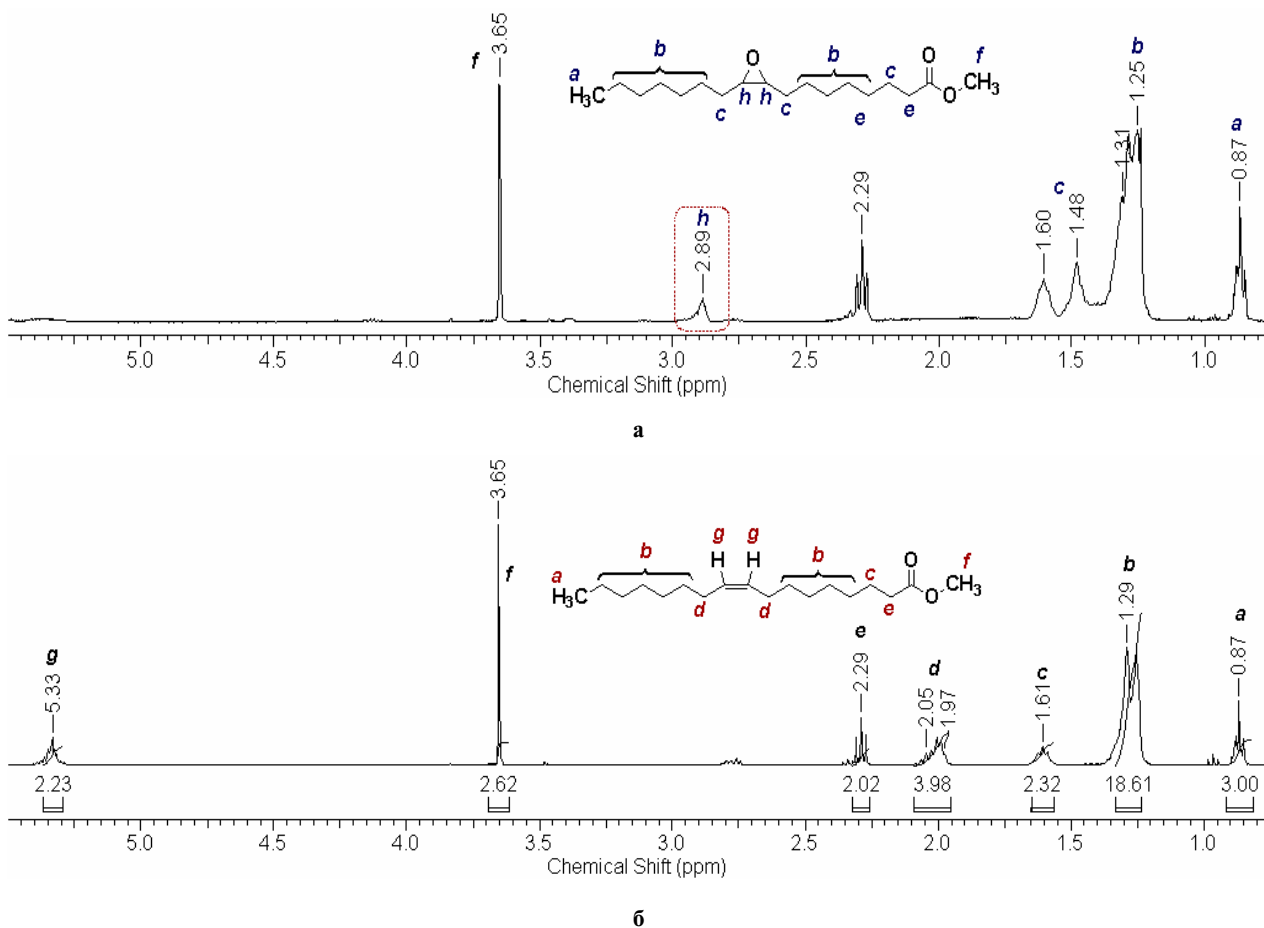 f
3.65
b
b
O
a
H₃C
c
h
h
c
e
c
e
O
O
f
CH₃
b
1.25
1.31
a
0.87
h
2.89
2.29
c
1.60
1.48
5.0 4.5 4.0 3.5 3.0 2.5 2.0 1.5 1.0
Chemical Shift (ppm)
а
3.65
f
g g
H H
b
b
a
H₃C
d
d
c
e
O
O
f
CH₃
g
5.33
e
2.29
d
2.05
1.97
c
1.61
b
1.29
a
0.87
2.23 2.62 2.02 3.98 2.32 18.61 3.00
5.0 4.5 4.0 3.5 3.0 2.5 2.0 1.5 1.0
Chemical Shift (ppm)
б